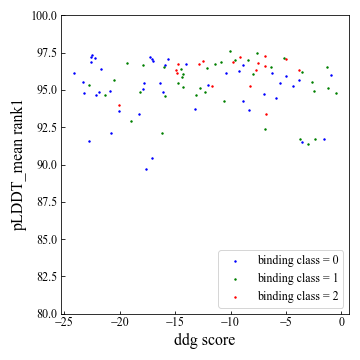 100.0
97.5
95.0
92.5
90.0
87.5
85.0
82.5
80.0
pLDDT_mean rank1
binding class = 0
binding class = 1
binding class = 2
−25 −20 −15 −10 −5 0
ddg score